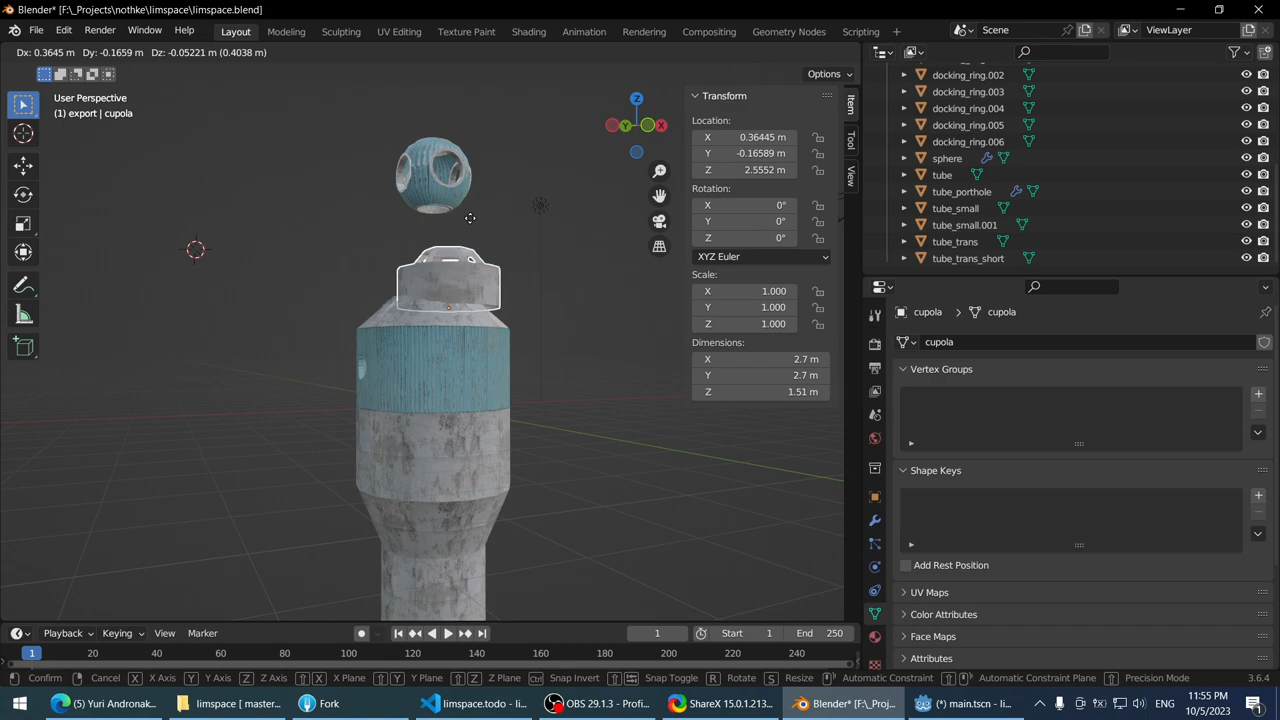 Blender* [F:\_Projects\nothke\limspace\limspace.blend]
File Edit Render Window Help Layout Modeling Sculpting UV Editing Texture Paint Shading Animation Rendering Compositing Geometry Nodes Scripting Scene ViewLayer
Dx: 0.3645 m Dy: -0.1659 m Dz: -0.05221 m (0.4038 m)
Options
User Perspective
(1) export | cupola
Z
Y
X
Transform
Location:
X 0.36445 m
Y -0.16589 m
Z 2.5552 m
Rotation:
X 0°
Y 0°
Z 0°
XYZ Euler
Scale:
X 1.000
Y 1.000
Z 1.000
Dimensions:
X 2.7 m
Y 2.7 m
Z 1.51 m
Item
Tool
View
docking_ring.002
docking_ring.003
docking_ring.004
docking_ring.005
docking_ring.006
sphere
tube
tube_porthole
tube_small
tube_small.001
tube_trans
tube_trans_short
cupola > cupola
cupola
Vertex Groups
Shape Keys
Add Rest Position
UV Maps
Color Attributes
Face Maps
Attributes
Playback Keying View Marker 1 Start 1 End 250
1 20 40 60 80 100 120 140 160 180 200 220 240
Confirm Cancel X X Axis Y Y Axis Z Z Axis X X Plane Y Y Plane Z Z Plane Snap Invert Snap Toggle R Rotate S Resize Automatic Constraint Automatic Constraint Plane Precision Mode 3.6.4
(5) Yuri Andronak... limspace [ master... Fork limspace.todo - ... OBS 29.1.3 - Profi... ShareX 15.0.1 213... Blender* [F:\_Proj... (*) main.tscn - li... ENG 11:55 PM
10/5/2023